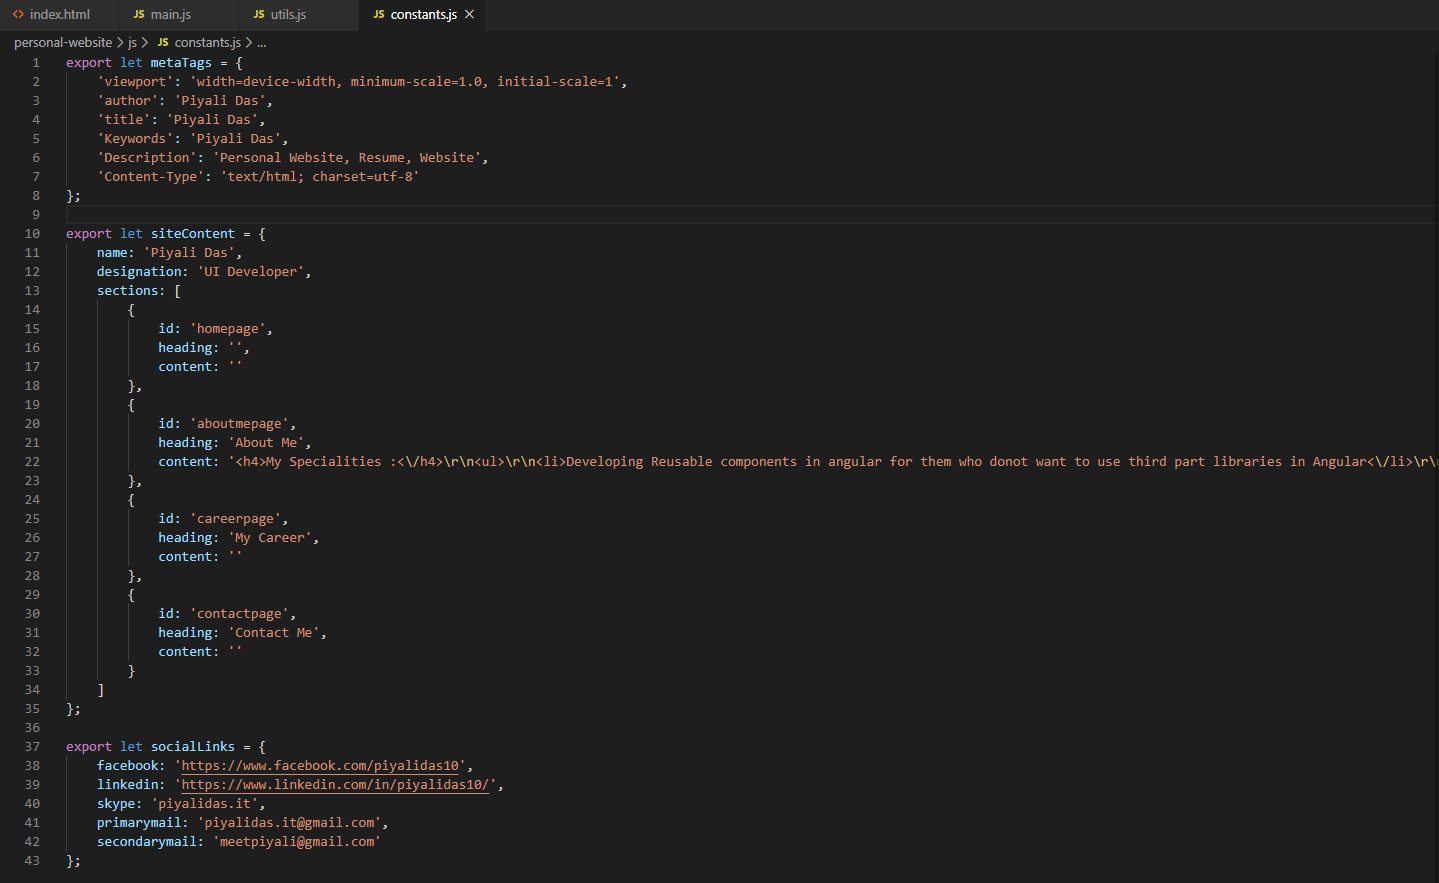 index.html JS main.js JS utils.js JS constants.js ×
personal-website > js > JS constants.js > ...
1 export let metaTags = {
2 'viewport': 'width=device-width, minimum-scale=1.0, initial-scale=1',
3 'author': 'Piyali Das',
4 'title': 'Piyali Das',
5 'Keywords': 'Piyali Das',
6 'Description': 'Personal Website, Resume, Website',
7 'Content-Type': 'text/html; charset=utf-8'
8 };
9
10 export let siteContent = {
11 name: 'Piyali Das',
12 designation: 'UI Developer',
13 sections: [
14 {
15 id: 'homepage',
16 heading: '',
17 content: ''
18 },
19 {
20 id: 'aboutmepage',
21 heading: 'About Me',
22 content: '<h4>My Specialities :<\/h4>\r\n<ul>\r\n<li>Developing Reusable components in angular for them who donot want to use third part libraries in Angular<\/li>\r\
23 },
24 {
25 id: 'careerpage',
26 heading: 'My Career',
27 content: ''
28 },
29 {
30 id: 'contactpage',
31 heading: 'Contact Me',
32 content: ''
33 }
34 ]
35 };
36
37 export let socialLinks = {
38 facebook: 'https://www.facebook.com/piyalidas10',
39 linkedin: 'https://www.linkedin.com/in/piyalidas10/',
40 skype: 'piyalidas.it',
41 primarymail: 'piyalidas.it@gmail.com',
42 secondarymail: 'meetpiyali@gmail.com'
43 };